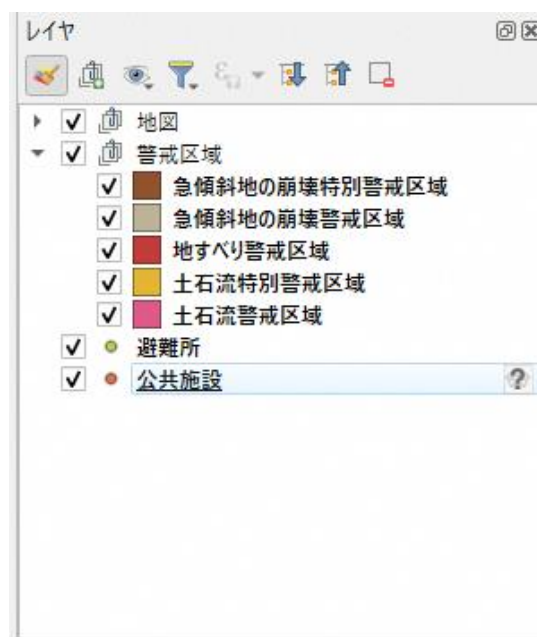 レイヤ
地図
警戒区域
急傾斜地の崩壊特別警戒区域
急傾斜地の崩壊警戒区域
地すべり警戒区域
土石流特別警戒区域
土石流警戒区域
避難所
公共施設